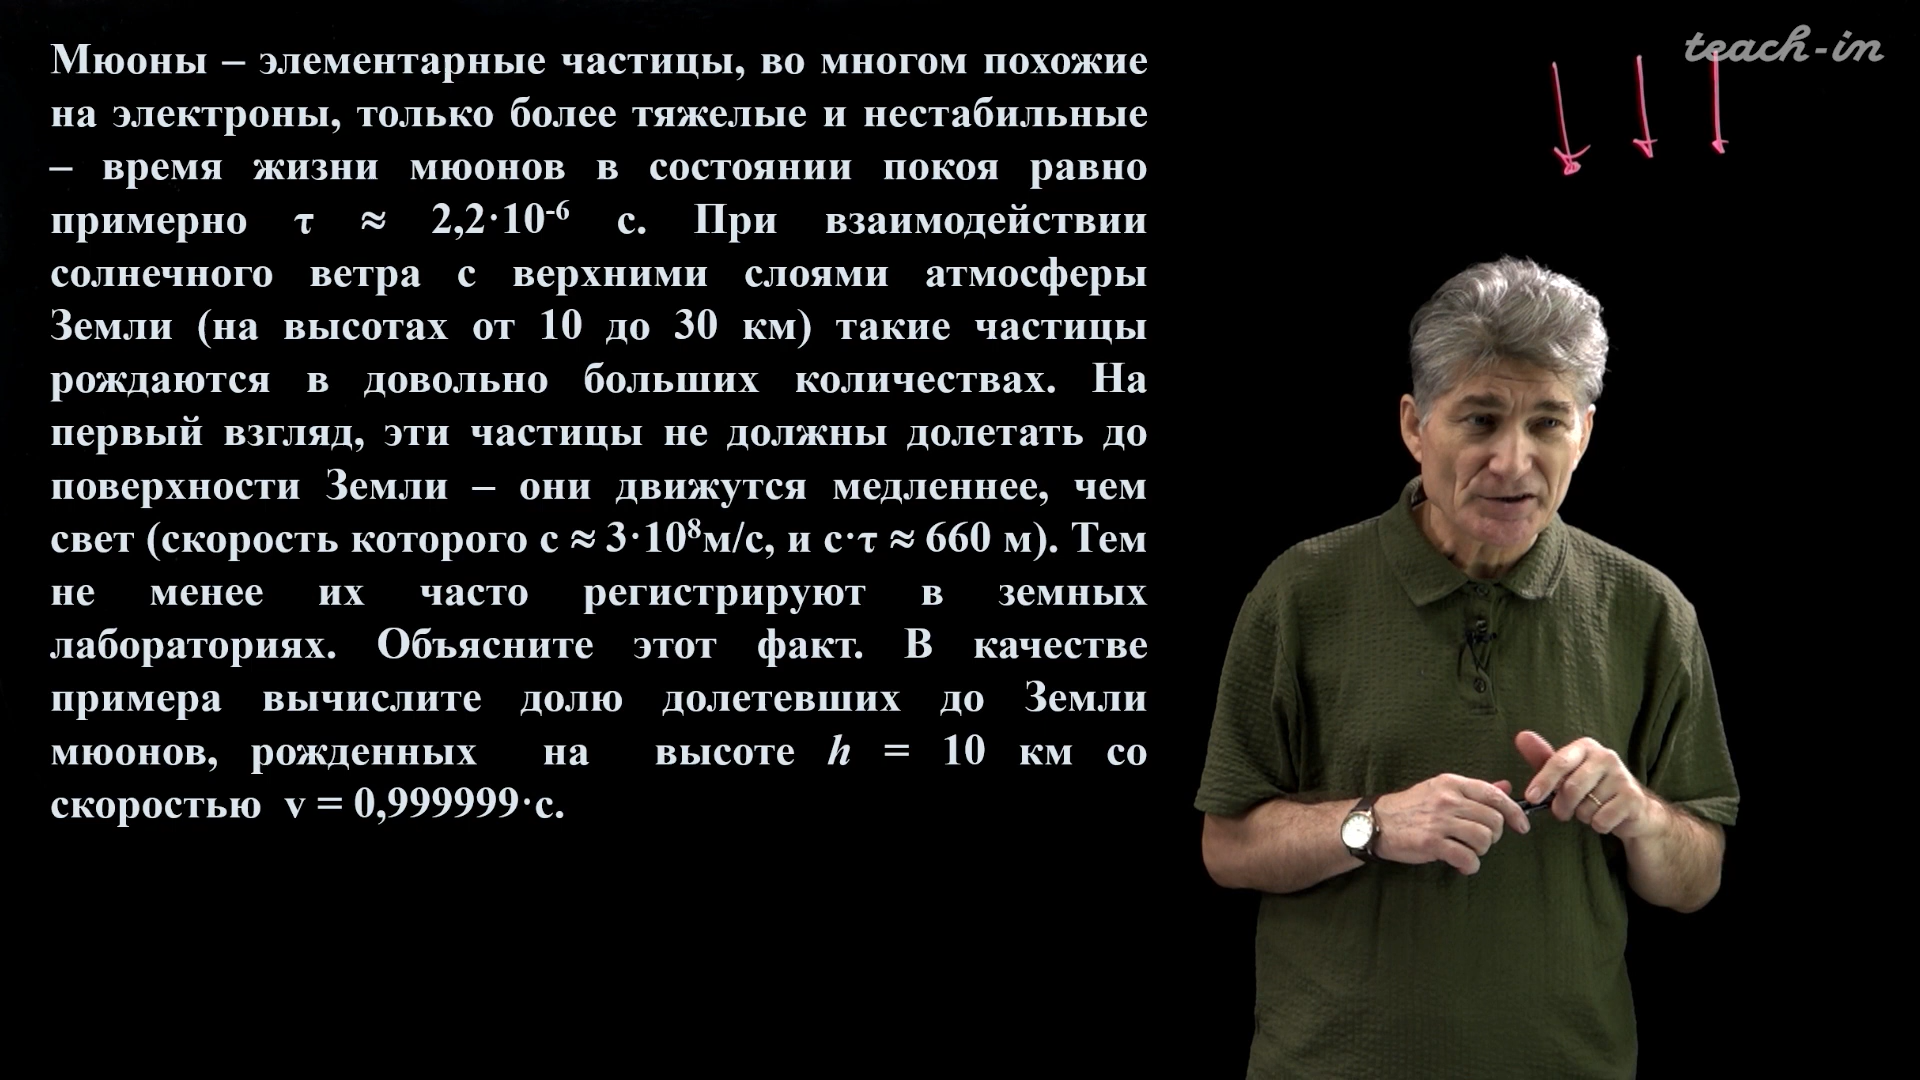 teach-in
Мюоны – элементарные частицы, во многом похожие
на электроны, только более тяжелые и нестабильные
– время жизни мюонов в состоянии покоя равно
примерно τ ≈ 2,2·10⁻⁶ с. При взаимодействии
солнечного ветра с верхними слоями атмосферы
Земли (на высотах от 10 до 30 км) такие частицы
рождаются в довольно больших количествах. На
первый взгляд, эти частицы не должны долетать до
поверхности Земли – они движутся медленнее, чем
свет (скорость которого с ≈ 3·10⁸м/с, и с·τ ≈ 660 м). Тем
не менее их часто регистрируют в земных
лабораториях. Объясните этот факт. В качестве
примера вычислите долю долетевших до Земли
мюонов, рожденных на высоте h = 10 км со
скоростью v = 0,999999·с.